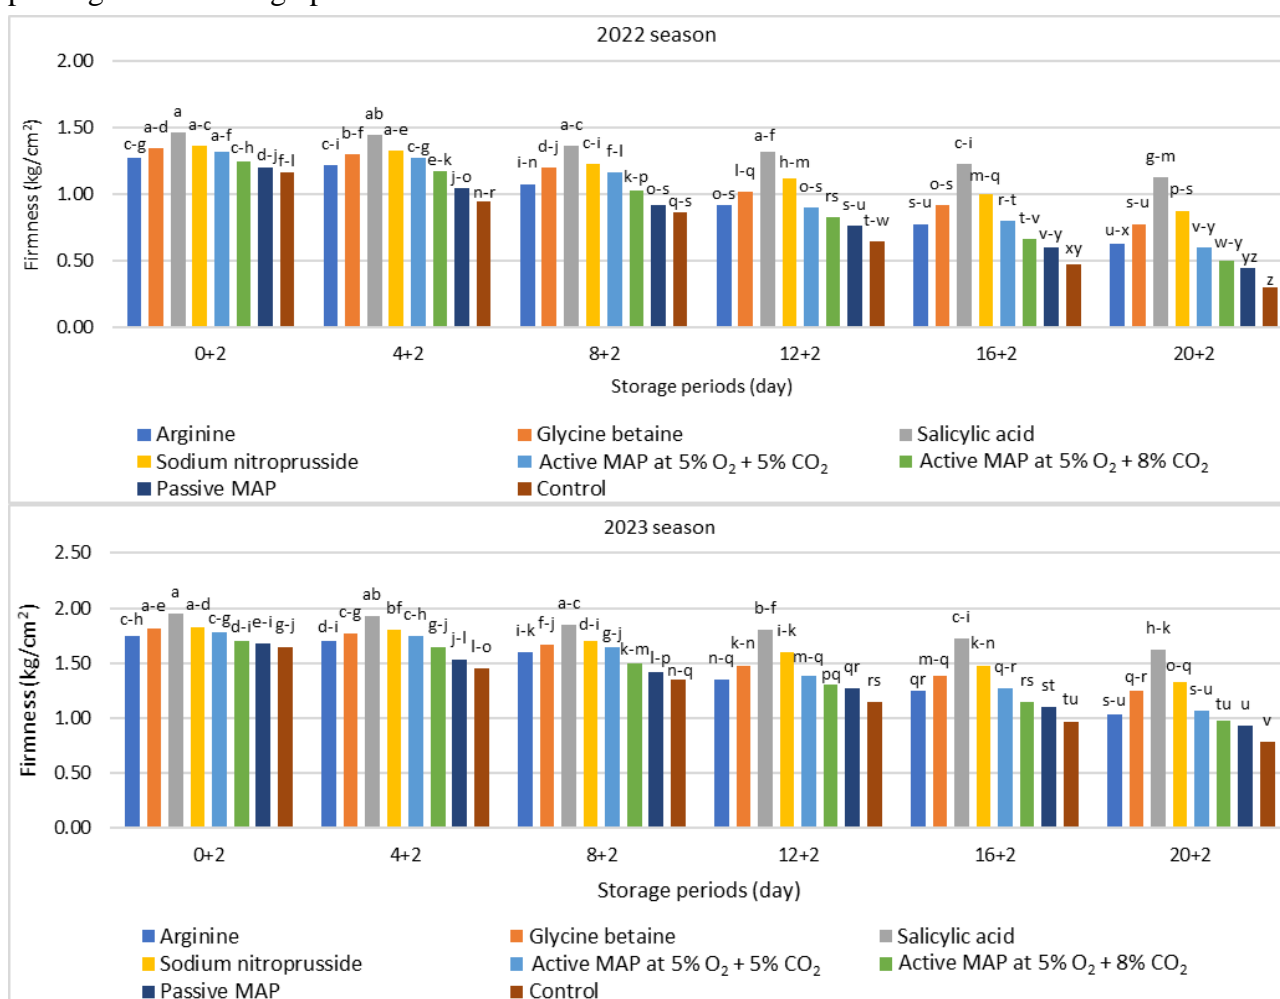 2022 season
2.00
1.50
1.00
0.50
0.00
Firmness (kg/cm²)
c-g a-d a a-c a-f c-h d-j f-l
c-i b-f ab a-e c-g e-k j-o n-r
i-n d-j a-c c-i f-l k-p o-s q-s
o-s l-q a-f h-m o-s rs s-u t-w
s-u o-s c-i m-q r-t t-v v-y xy
u-x s-u g-m p-s v-y w-y yz z
0+2 4+2 8+2 12+2 16+2 20+2
Storage periods (day)
Arginine Glycine betaine Salicylic acid
Sodium nitroprusside Active MAP at 5% O₂ + 5% CO₂ Active MAP at 5% O₂ + 8% CO₂
Passive MAP Control
2023 season
2.50
2.00
1.50
1.00
0.50
0.00
Firmness (kg/cm²)
c-h a-e a a-d c-g d-i e-i g-j
d-i c-g ab bf c-h g-j j-l l-o
i-k f-j a-c d-i g-j k-m l-p n-q
n-q k-n b-f i-k m-q pq qr rs
qr m-q c-i k-n q-r rs st tu
s-u q-r h-k o-q s-u tu u v
0+2 4+2 8+2 12+2 16+2 20+2
Storage periods (day)
Arginine Glycine betaine Salicylic acid
Sodium nitroprusside Active MAP at 5% O₂ + 5% CO₂ Active MAP at 5% O₂ + 8% CO₂
Passive MAP Control